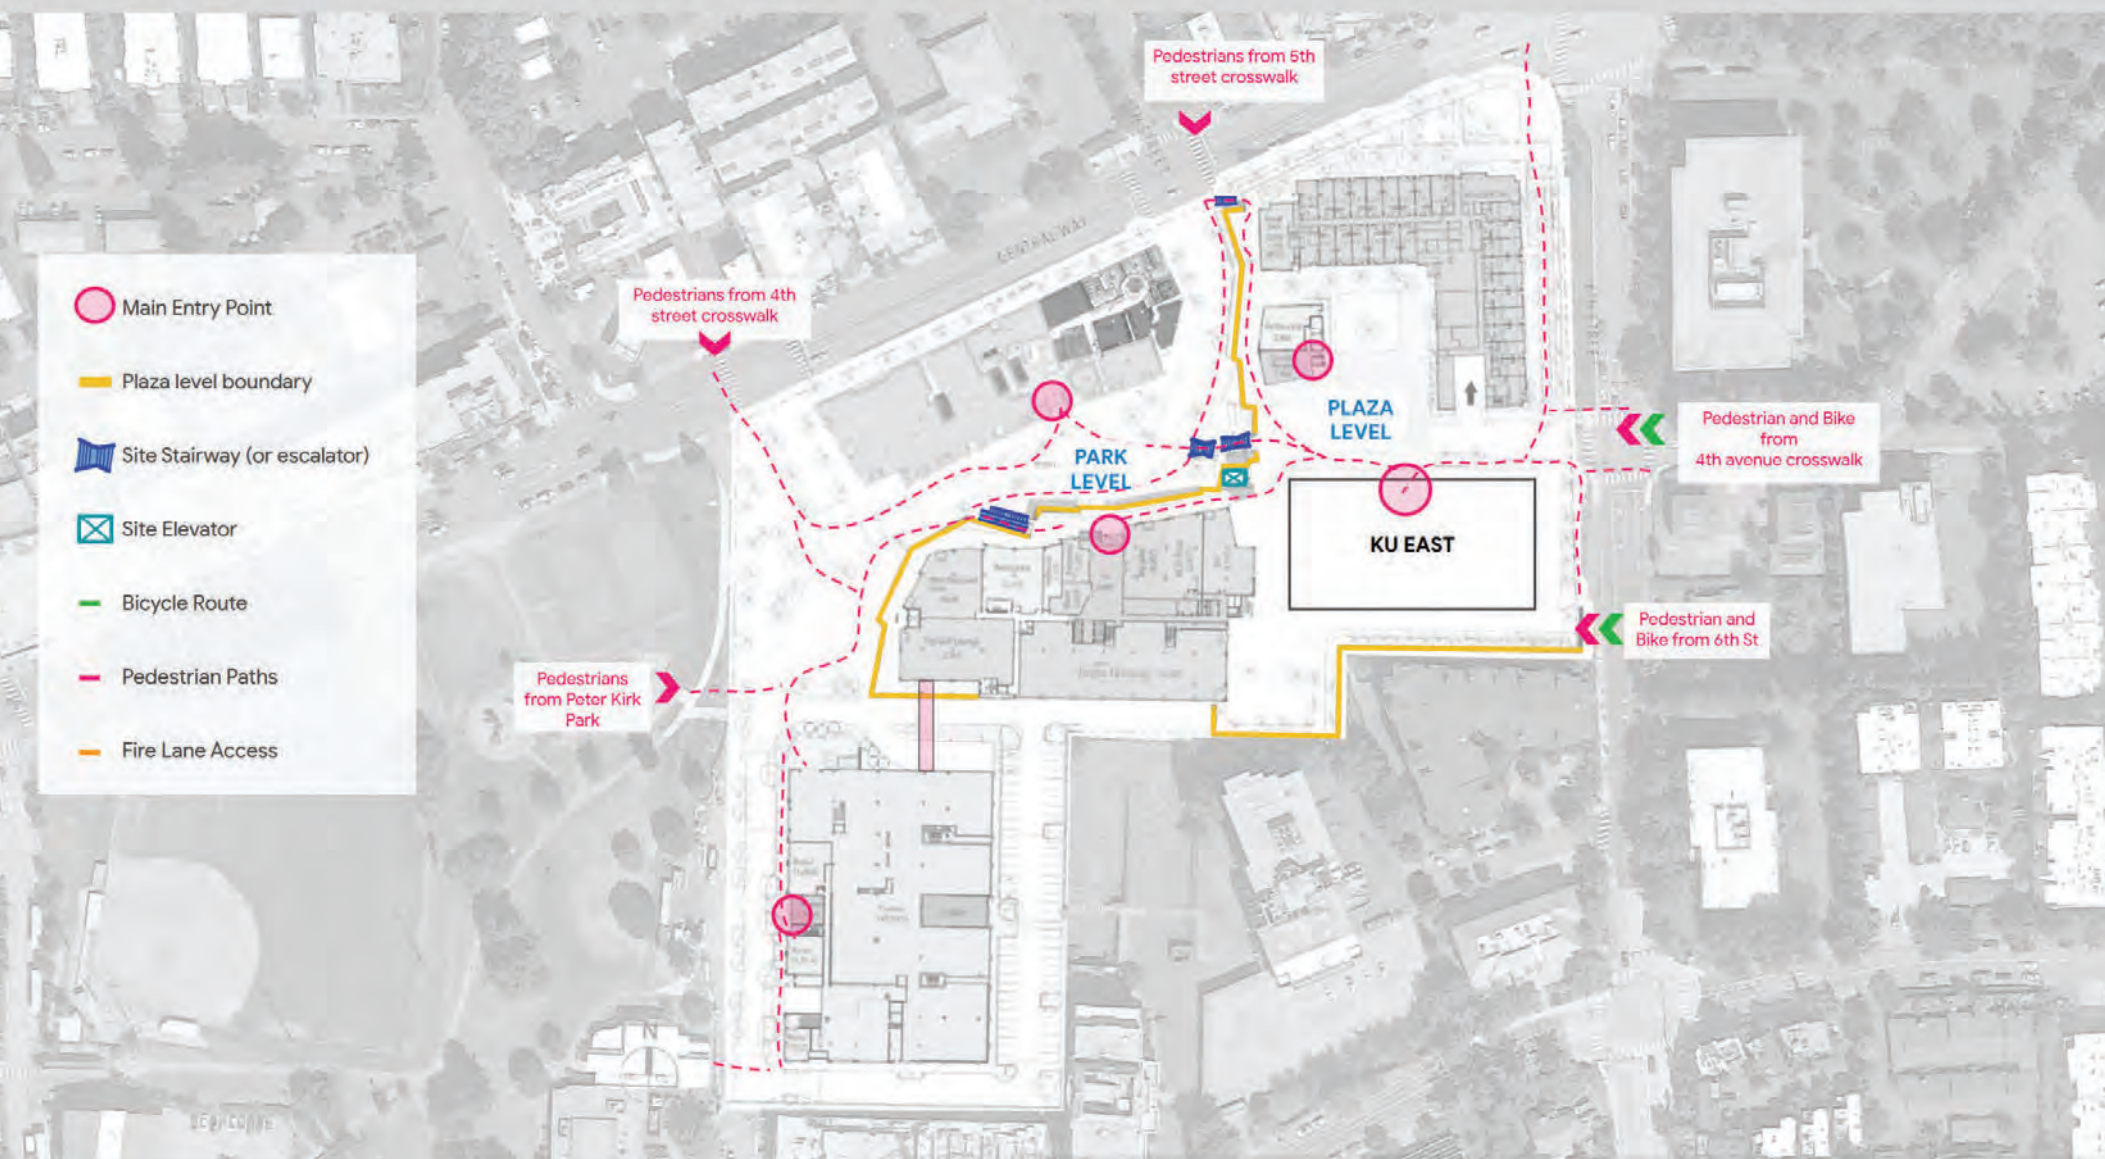 Pedestrians from 5th
street crosswalk
CENTRAL WAY
Pedestrians from 4th
street crosswalk
Main Entry Point
Plaza level boundary
Site Stairway (or escalator)
Site Elevator
Bicycle Route
Pedestrian Paths
Fire Lane Access
PLAZA
LEVEL
PARK
LEVEL
Pedestrian and Bike
from
4th avenue crosswalk
KU EAST
Pedestrian and
Bike from 6th St
Pedestrians
from Peter Kirk
Park
N